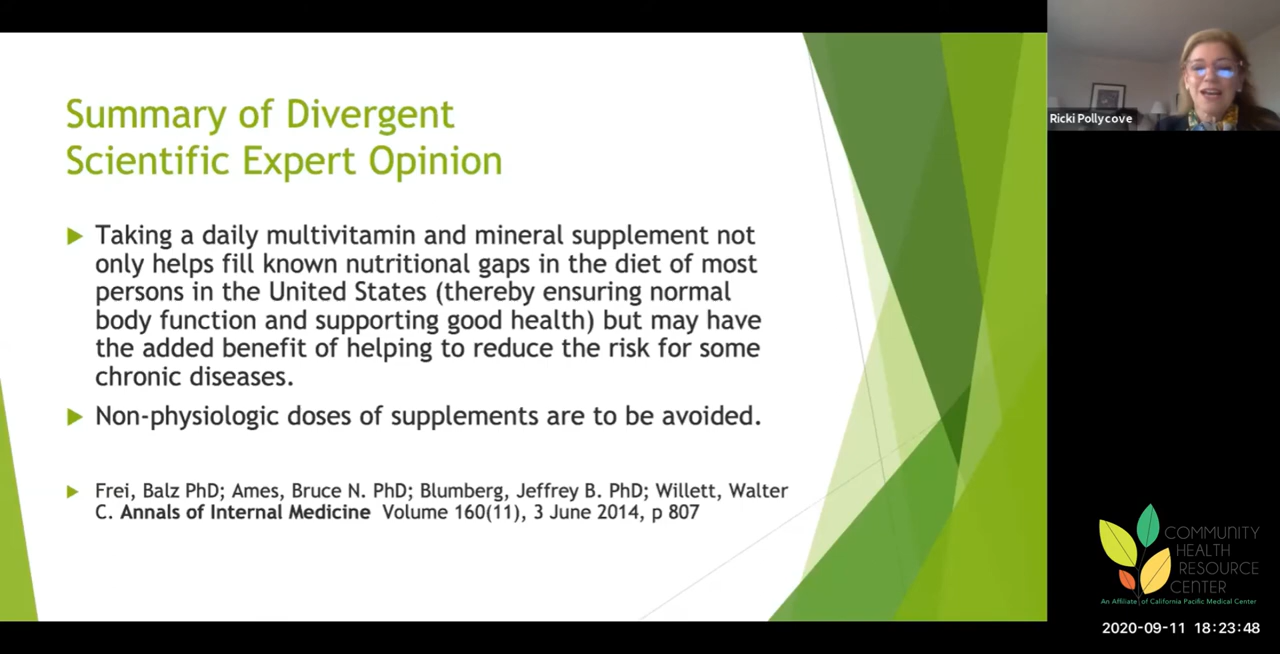 Summary of Divergent
Scientific Expert Opinion
Taking a daily multivitamin and mineral supplement not
only helps fill known nutritional gaps in the diet of most
persons in the United States (thereby ensuring normal
body function and supporting good health) but may have
the added benefit of helping to reduce the risk for some
chronic diseases.
Non-physiologic doses of supplements are to be avoided.
Frei, Balz PhD; Ames, Bruce N. PhD; Blumberg, Jeffrey B. PhD; Willett, Walter
C. Annals of Internal Medicine Volume 160(11), 3 June 2014, p 807
Ricki Pollycove
COMMUNITY
HEALTH
RESOURCE
CENTER
An Affiliate of California Pacific Medical Center
2020-09-11 18:23:48